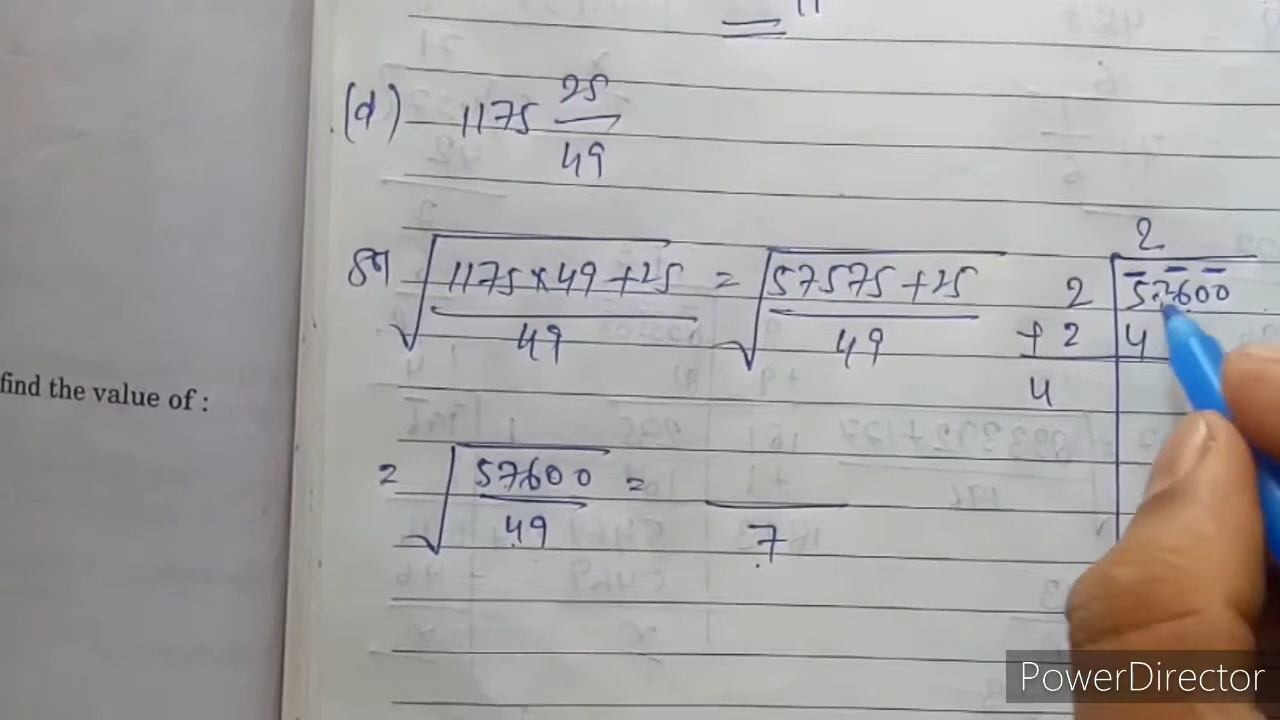 (d) 1175 25/49
Solⁿ √((1175×49+25)/49) = √((57575+25)/49)
= √(57600/49) = /7
2
2 57600
+2 4
4
find the value of :
PowerDirector